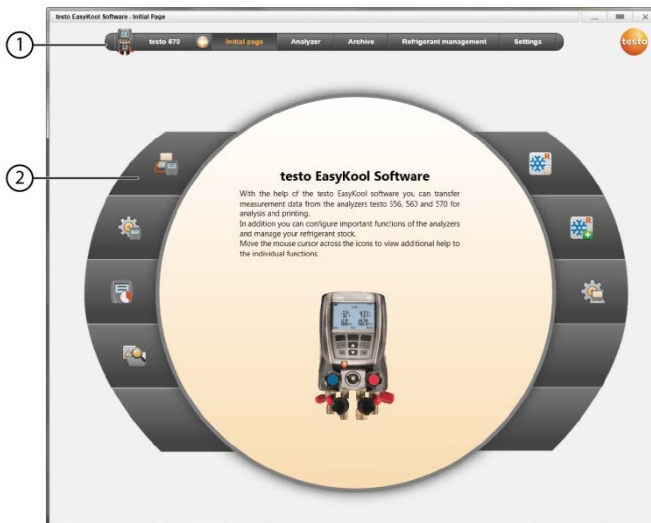 testo EasyKool Software - Initial Page
1
testo 570 Initial page Analyzer Archive Refrigerant management Settings
testo
2
R
R
testo EasyKool Software
With the help of the testo EasyKool software you can transfer
measurement data from the analyzers testo 556, 560 and 570 for
analysis and printing.
In addition you can configure important functions of the analyzers
and manage your refrigerant stock.
Move the mouse cursor across the icons to view additional help to
the individual functions.